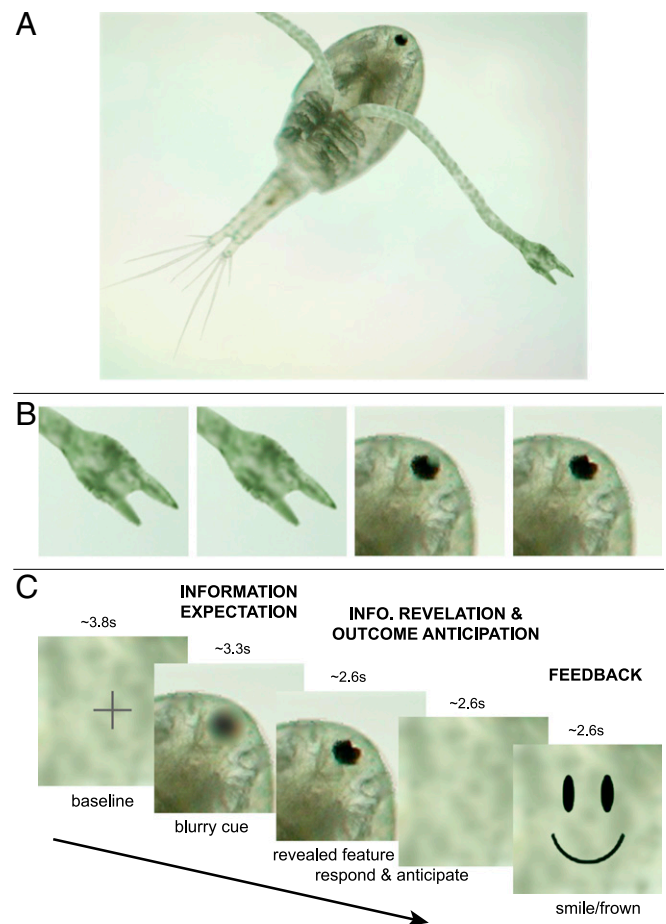 A
B
C
INFORMATION
EXPECTATION
INFO. REVELATION &
OUTCOME ANTICIPATION
FEEDBACK
~3.8s
~3.3s
~2.6s
~2.6s
~2.6s
baseline
blurry cue
revealed feature
respond & anticipate
smile/frown